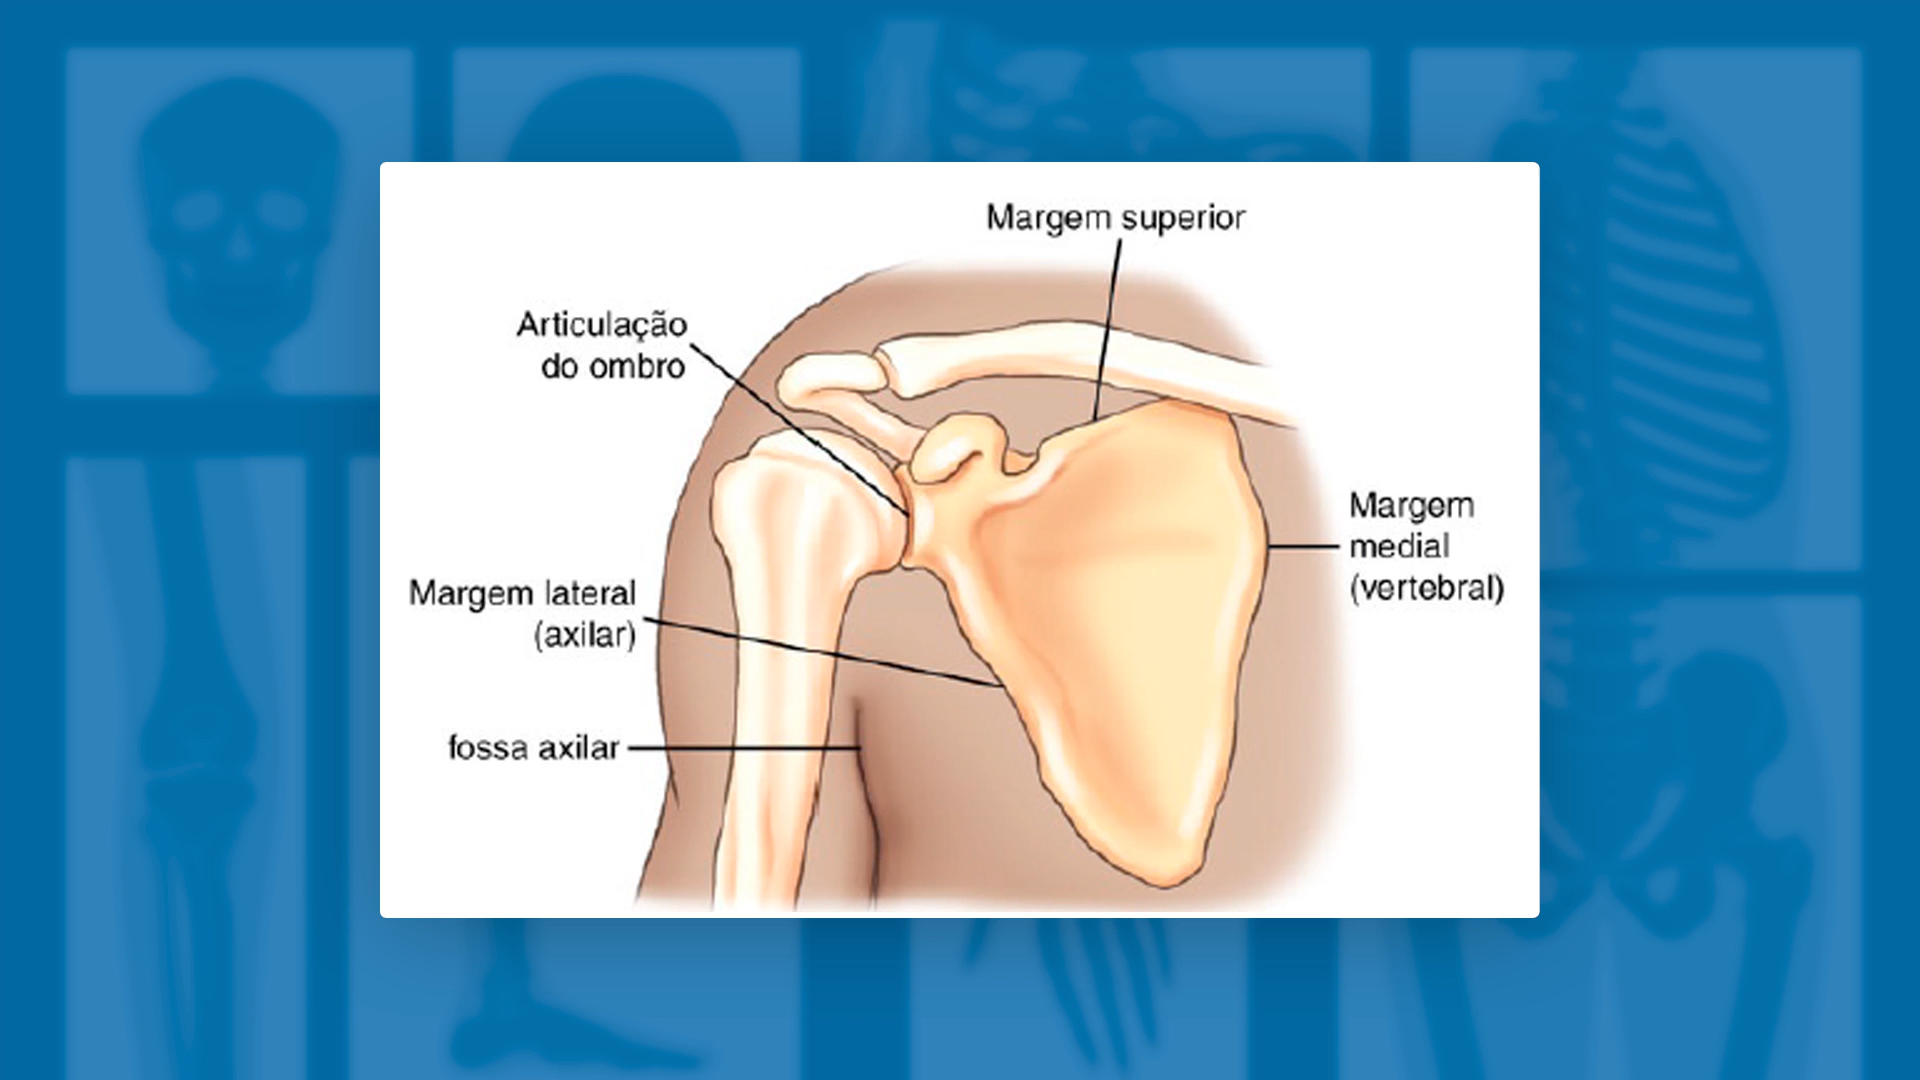 Margem superior
Articulação
do ombro
Margem
medial
(vertebral)
Margem lateral
(axilar)
fossa axilar